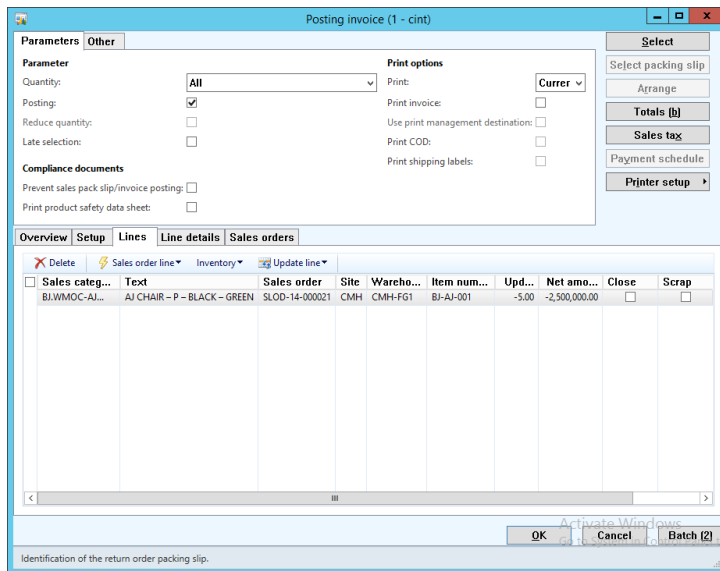 Posting invoice (1 - cint)
Parameters Other
Select
Parameter
Print options
Select packing slip
Quantity: All
Print: Currer
Arrange
Posting:
Print invoice:
Totals (b)
Reduce quantity:
Use print management destination:
Sales tax
Late selection:
Print COD:
Payment schedule
Print shipping labels:
Compliance documents
Printer setup
Prevent sales pack slip/invoice posting:
Print product safety data sheet:
Overview Setup Lines Line details Sales orders
Delete Sales order line Inventory Update line
Sales categ... Text Sales order Site Wareho... Item num... Upd... Net amo... Close Scrap
BJ.WMOC-AJ... AJ CHAIR – P – BLACK – GREEN SLOD-14-000021 CMH CMH-FG1 BJ-AJ-001 -5.00 -2,500,000.00
Activate Windows
OK Cancel Batch (2)
Go to System in Control Panel
Identification of the return order packing slip.